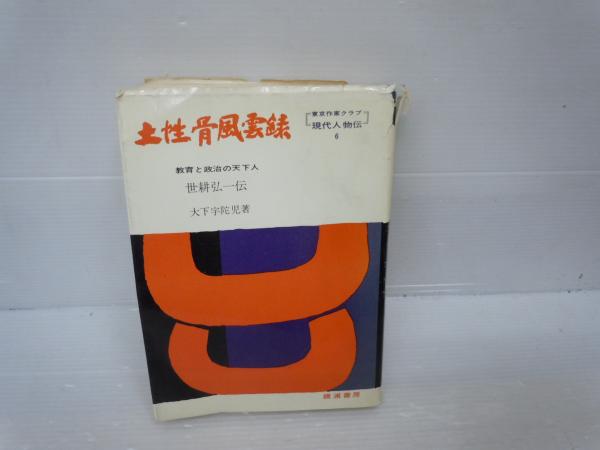 土性骨風雲録
東京作家クラブ
現代人物伝
6
教育と政治の天下人
世耕弘一伝
大下宇陀児著
鏡浦書房